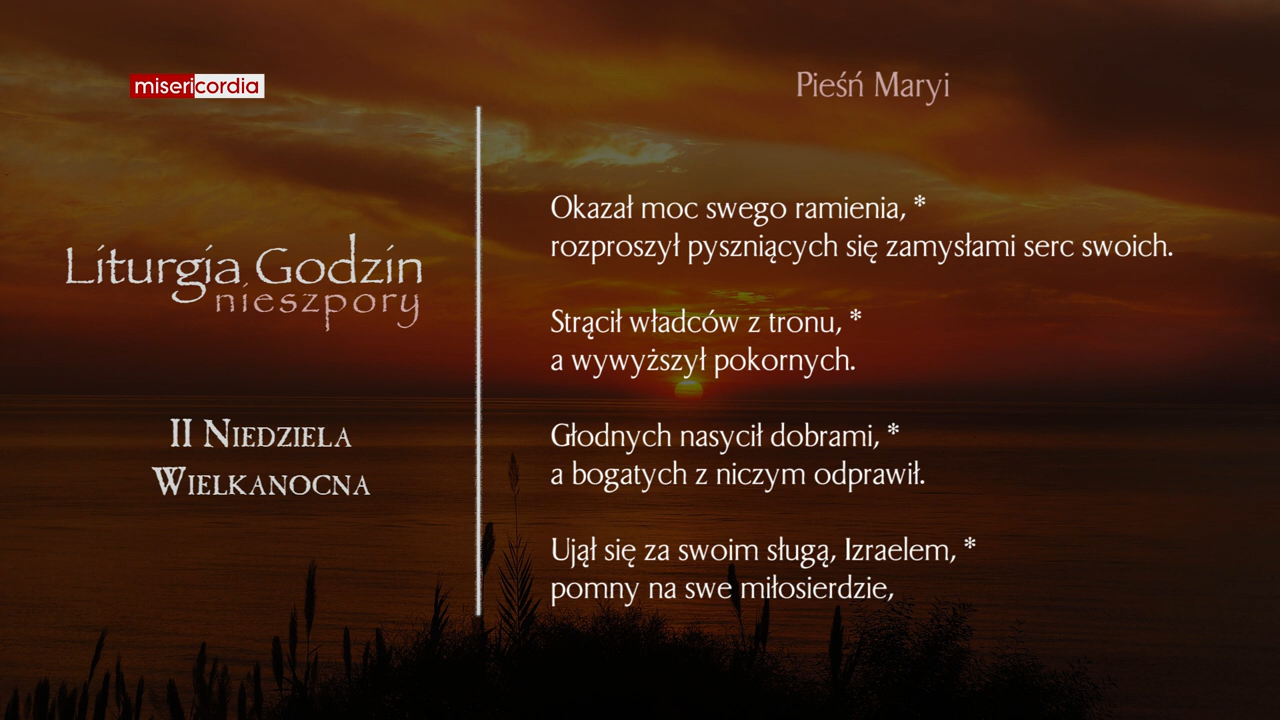 misericordia
Liturgia Godzin
nieszpory
II Niedziela
Wielkanocna
Pieśń Maryi
Okazał moc swego ramienia, *
rozproszył pyszniących się zamysłami serc swoich.
Strącił władców z tronu, *
a wywyższył pokornych.
Głodnych nasycił dobrami, *
a bogatych z niczym odprawił.
Ujął się za swoim sługą, Izraelem, *
pomny na swe miłosierdzie,